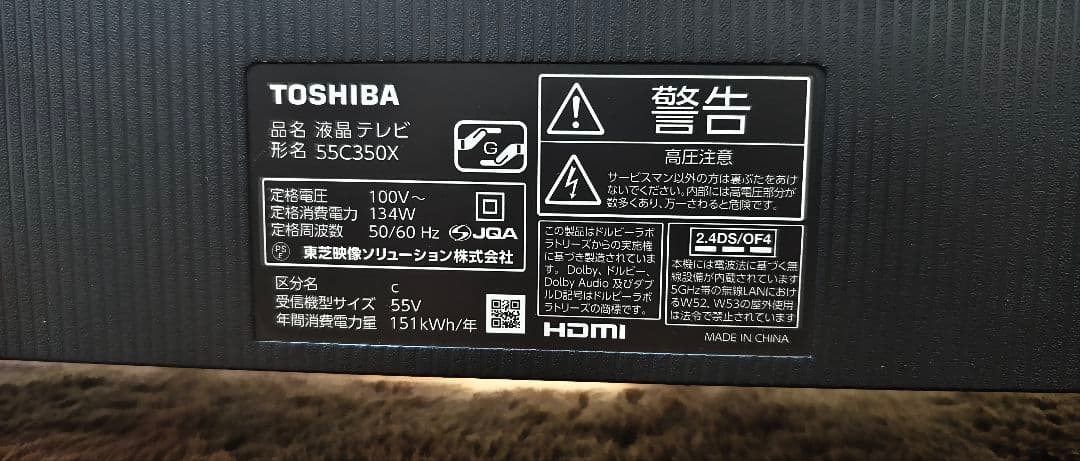 TOSHIBA
品名 液晶テレビ
形名 55C350X
G
定格電圧 100V～
定格消費電力 134W
定格周波数 50/60 Hz
JQA
PS
E
東芝映像ソリューション株式会社
区分名 c
受信機型サイズ 55V
年間消費電力量 151kWh/年
警告
高圧注意
サービスマン以外の方は裏ぶたをあけ
ないでください。内部には高電圧部分が
数多くあり、万一さわると危険です。
この製品はドルビーラボ
ラトリーズからの実施権
に基づき製造されていま
す。Dolby、ドルビー、
Dolby Audio 及びダブ
ルD記号はドルビーラボ
ラトリーズの商標です。
2.4DS/OF4
本機には電波法に基づく無
線設備が内蔵されています
5GHz帯の無線LANにおけ
るW52、W53の屋外使用
は法令で禁止されています
HDMI
MADE IN CHINA